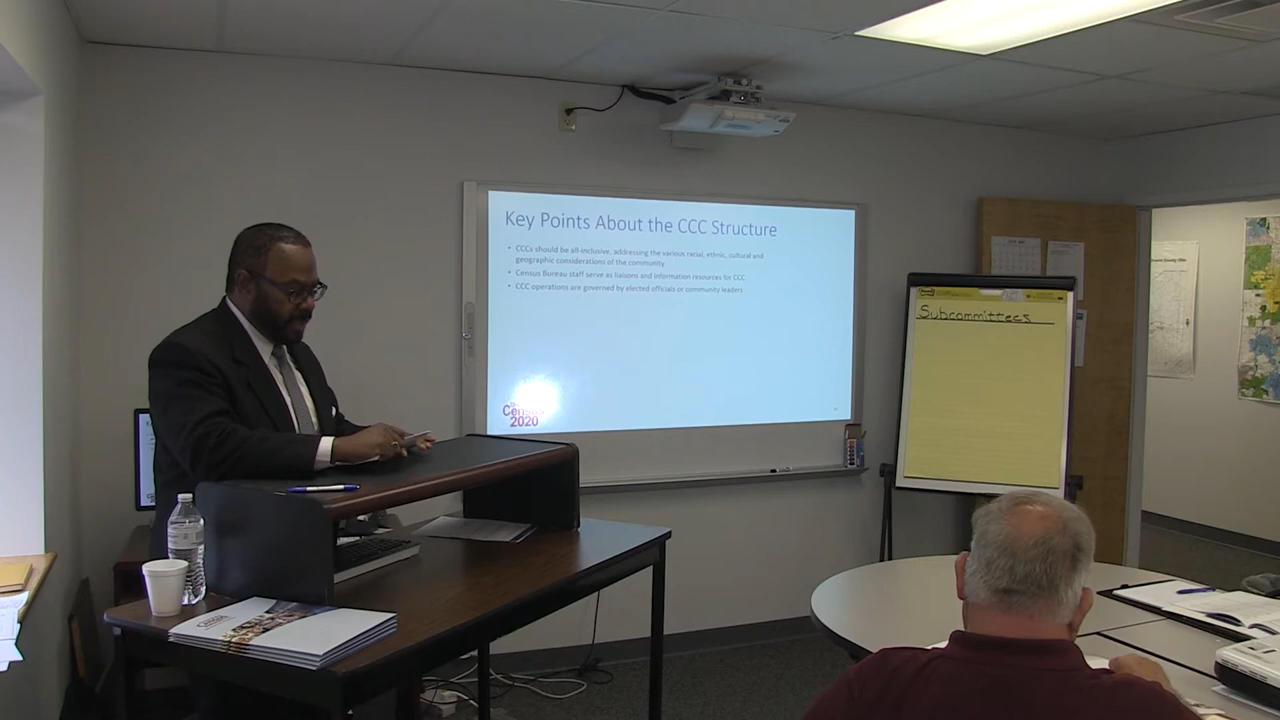 Key Points About the CCC Structure
• CCCs should be all-inclusive, addressing the various racial, ethnic, cultural and
geographic considerations of the community
• Census Bureau staff serve as liaisons and information resources for CCC
• CCC operations are governed by elected officials or community leaders
Census
2020
Subcommittees